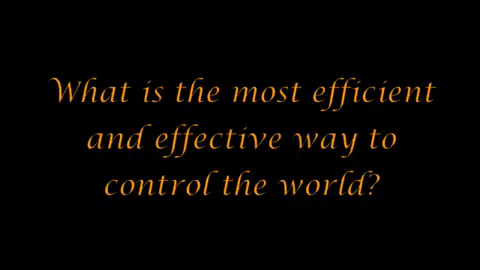 What is the most efficient
and effective way to
control the world?